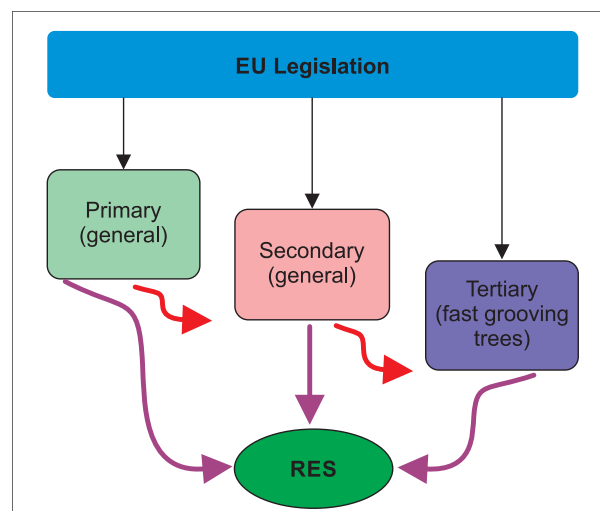 EU Legislation
Primary
(general)
Secondary
(general)
Tertiary
(fast grooving
trees)
RES